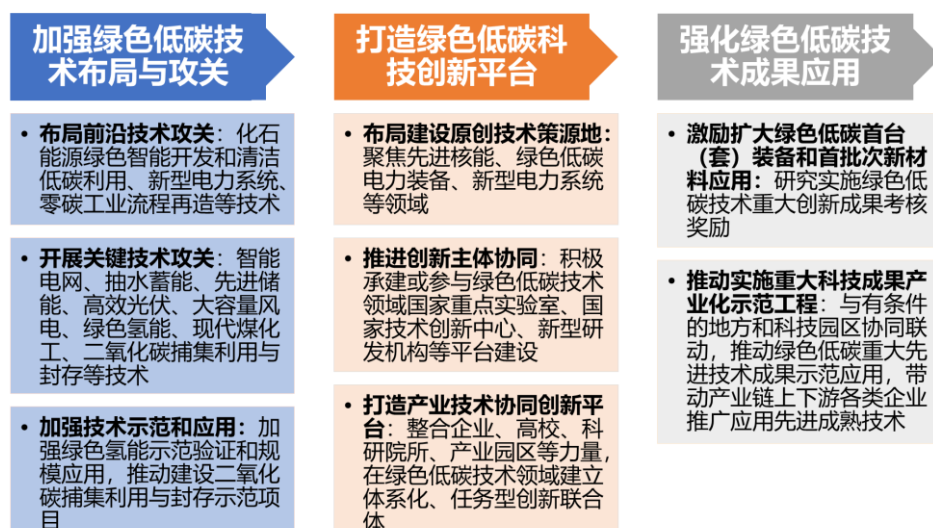 加强绿色低碳技
术布局与攻关
• 布局前沿技术攻关：化石
能源绿色智能开发和清洁
低碳利用、新型电力系统、
零碳工业流程再造等技术
• 开展关键技术攻关：智能
电网、抽水蓄能、先进储
能、高效光伏、大容量风
电、绿色氢能、现代煤化
工、二氧化碳捕集利用与
封存等技术
• 加强技术示范和应用：加
强绿色氢能示范验证和规
模应用，推动建设二氧化
碳捕集利用与封存示范项
目
打造绿色低碳科
技创新平台
• 布局建设原创技术策源地：
聚焦先进核能、绿色低碳
电力装备、新型电力系统
等领域
• 推进创新主体协同：积极
承建或参与绿色低碳技术
领域国家重点实验室、国
家技术创新中心、新型研
发机构等平台建设
• 打造产业技术协同创新平
台：整合企业、高校、科
研院所、产业园区等力量，
在绿色低碳技术领域建立
体系化、任务型创新联合
体
强化绿色低碳技
术成果应用
• 激励扩大绿色低碳首台
（套）装备和首批次新材
料应用：研究实施绿色低
碳技术重大创新成果考核
奖励
• 推动实施重大科技成果产
业化示范工程：与有条件
的地方和科技园区协同联
动，推动绿色低碳重大先
进技术成果示范应用，带
动产业链上下游各类企业
推广应用先进成熟技术